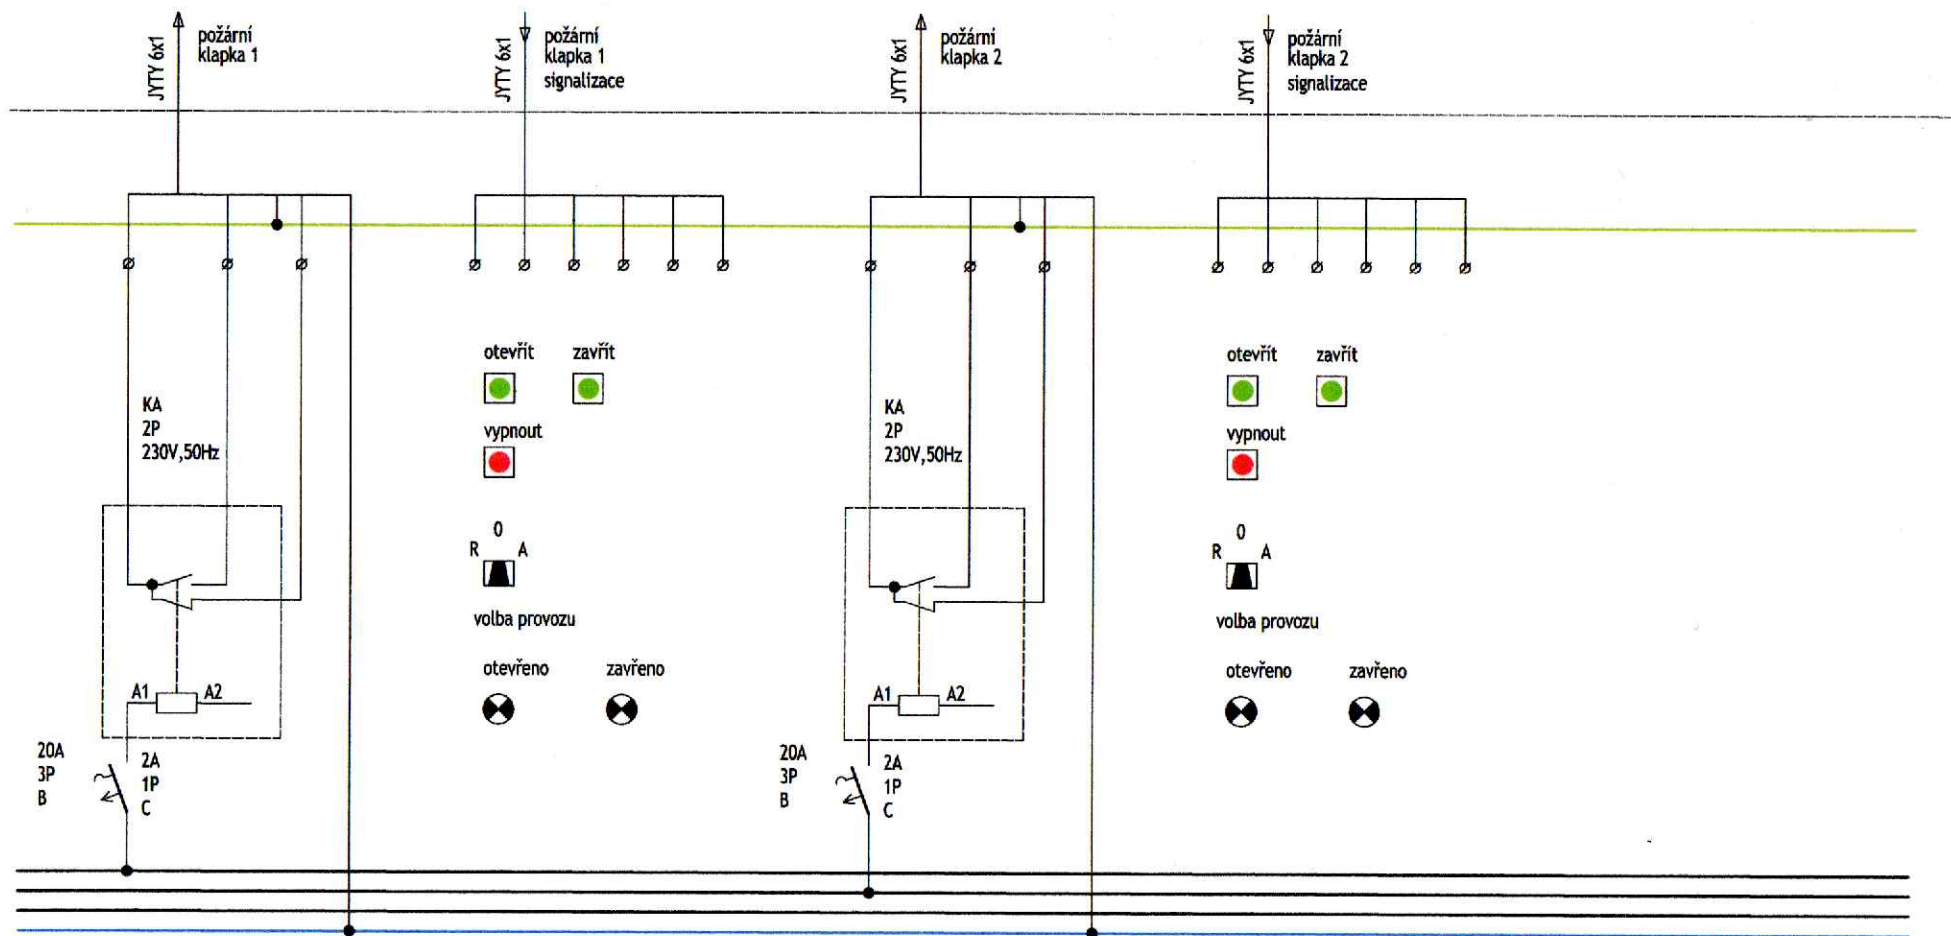 JYTY 6x1
požární
klapka 1
JYTY 6x1
požární
klapka 1
signalizace
JYTY 6x1
požární
klapka 2
JYTY 6x1
požární
klapka 2
signalizace
KA
2P
230V,50Hz
A1
A2
20A
3P
B
2A
1P
C
otevřít
zavřít
vypnout
0
R
A
volba provozu
otevřeno
zavřeno
KA
2P
230V,50Hz
A1
A2
20A
3P
B
2A
1P
C
otevřít
zavřít
vypnout
0
R
A
volba provozu
otevřeno
zavřeno